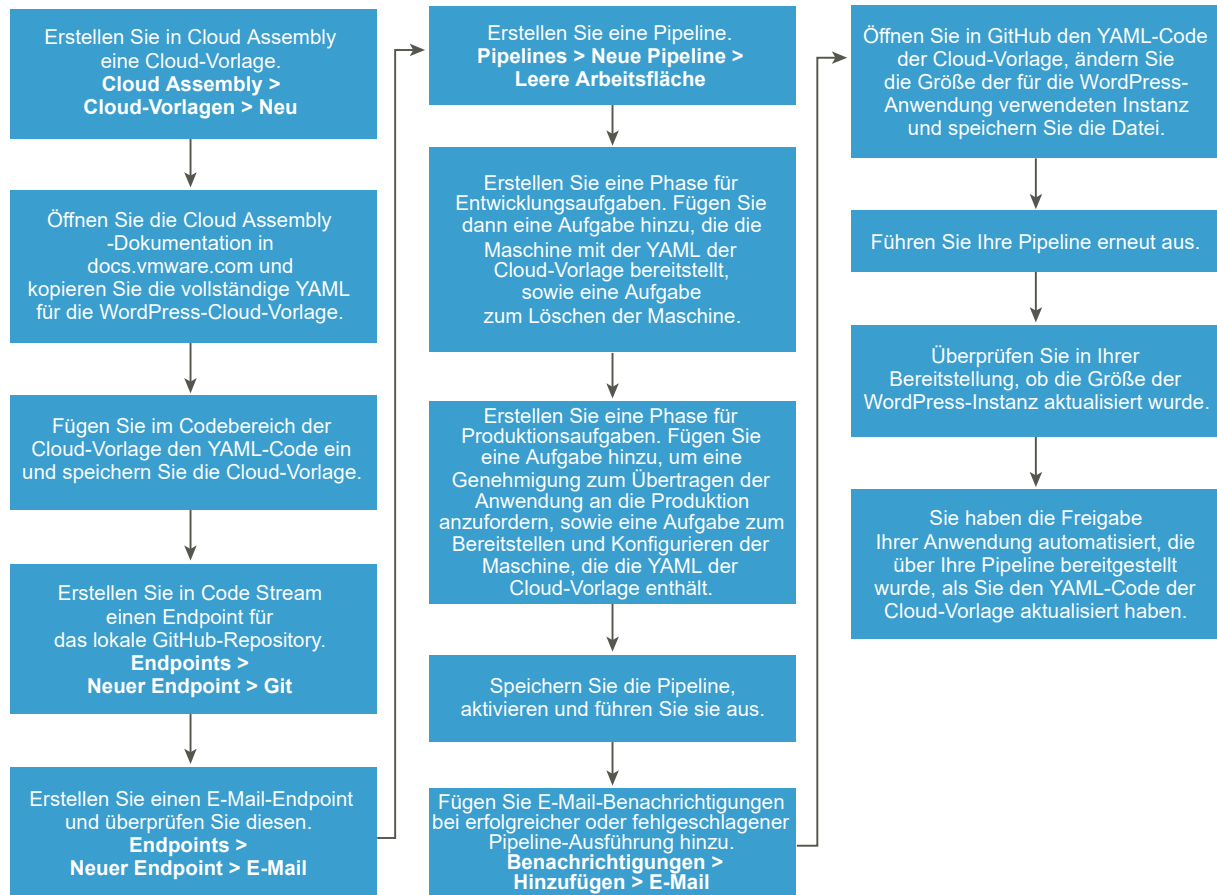 Erstellen Sie in Cloud Assembly
eine Cloud-Vorlage.
Cloud Assembly >
Cloud-Vorlagen > Neu
Öffnen Sie die Cloud Assembly
-Dokumentation in
docs.vmware.com und
kopieren Sie die vollständige YAML
für die WordPress-Cloud-Vorlage.
Fügen Sie im Codebereich der
Cloud-Vorlage den YAML-Code ein
und speichern Sie die Cloud-Vorlage.
Erstellen Sie in Code Stream
einen Endpoint für
das lokale GitHub-Repository.
Endpoints >
Neuer Endpoint > Git
Erstellen Sie einen E-Mail-Endpoint
und überprüfen Sie diesen.
Endpoints >
Neuer Endpoint > E-Mail
Erstellen Sie eine Pipeline.
Pipelines > Neue Pipeline >
Leere Arbeitsfläche
Erstellen Sie eine Phase für
Entwicklungsaufgaben. Fügen Sie
dann eine Aufgabe hinzu, die die
Maschine mit der YAML der
Cloud-Vorlage bereitstellt,
sowie eine Aufgabe
zum Löschen der Maschine.
Erstellen Sie eine Phase für
Produktionsaufgaben. Fügen Sie
eine Aufgabe hinzu, um eine
Genehmigung zum Übertragen der
Anwendung an die Produktion
anzufordern, sowie eine Aufgabe zum
Bereitstellen und Konfigurieren der
Maschine, die die YAML der
Cloud-Vorlage enthält.
Speichern Sie die Pipeline,
aktivieren und führen Sie sie aus.
Fügen Sie E-Mail-Benachrichtigungen
bei erfolgreicher oder fehlgeschlagener
Pipeline-Ausführung hinzu.
Benachrichtigungen >
Hinzufügen > E-Mail
Öffnen Sie in GitHub den YAML-Code
der Cloud-Vorlage, ändern Sie
die Größe der für die WordPress-
Anwendung verwendeten Instanz
und speichern Sie die Datei.
Führen Sie Ihre Pipeline erneut aus.
Überprüfen Sie in Ihrer
Bereitstellung, ob die Größe der
WordPress-Instanz aktualisiert wurde.
Sie haben die Freigabe
Ihrer Anwendung automatisiert, die
über Ihre Pipeline bereitgestellt
wurde, als Sie den YAML-Code der
Cloud-Vorlage aktualisiert haben.